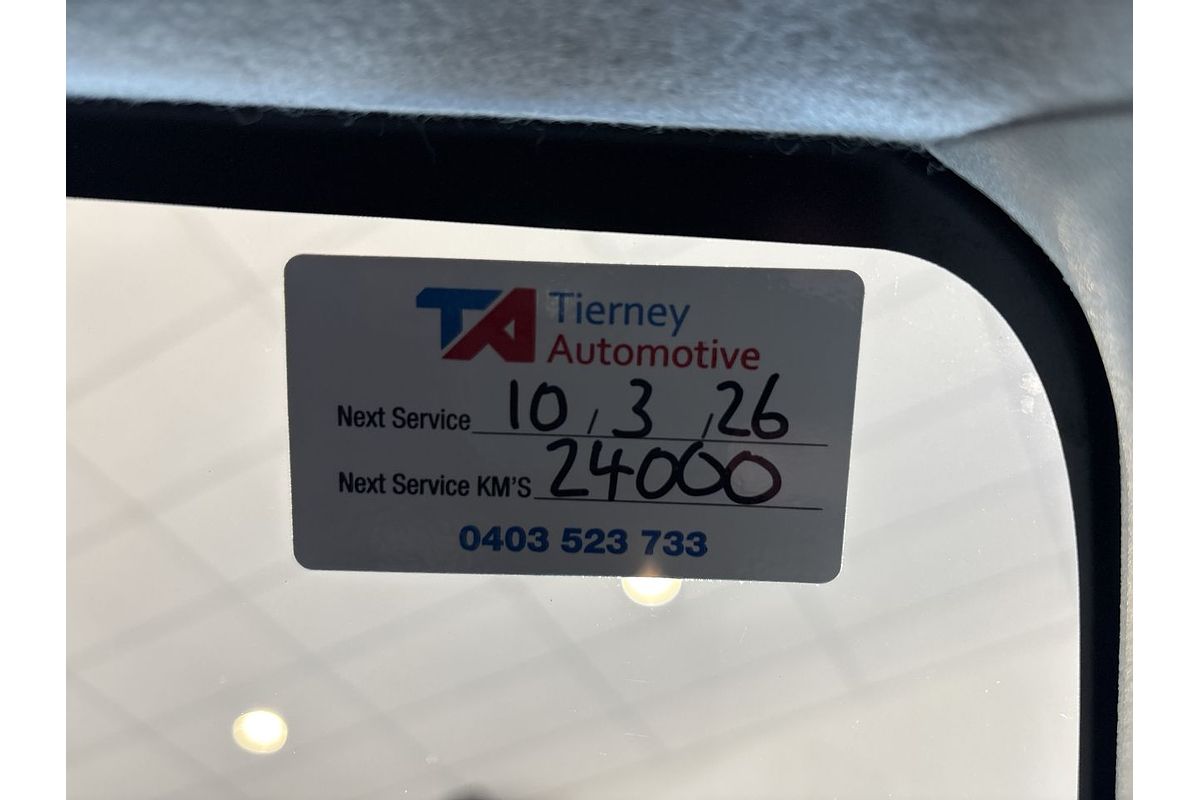 TA Tierney
Automotive
Next Service 10 / 3 / 26
Next Service KM'S 24000
0403 523 733